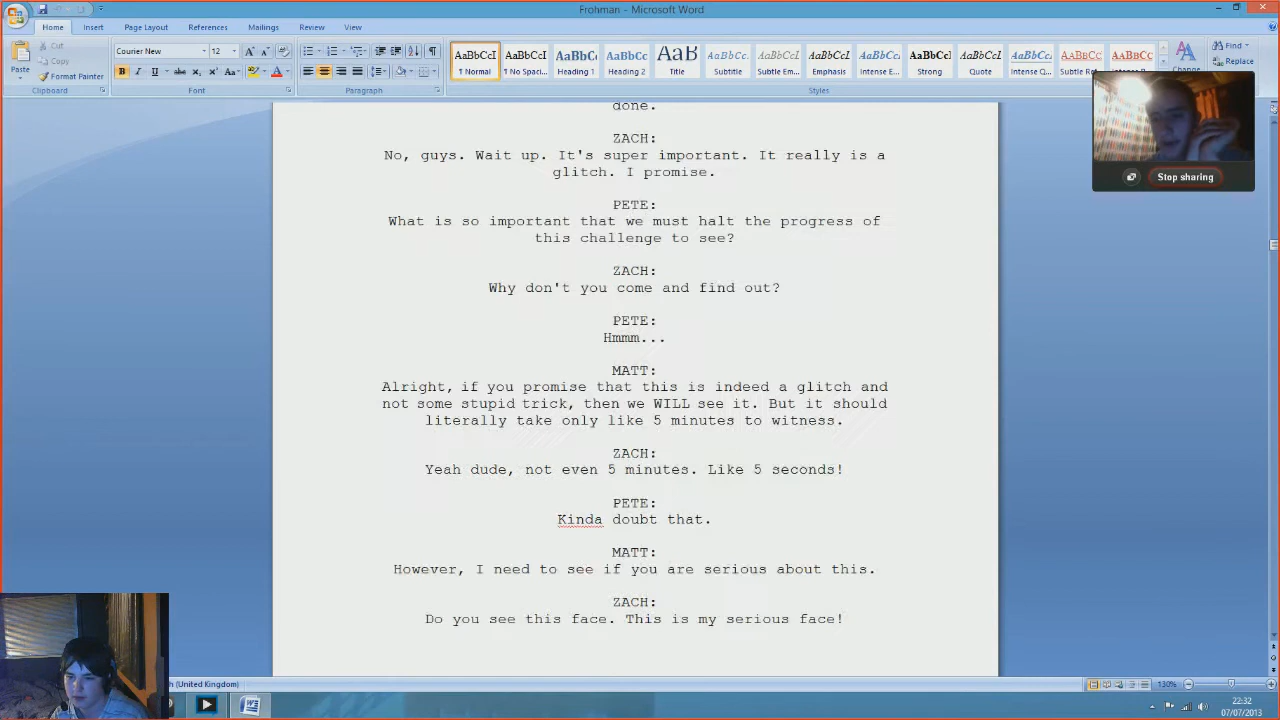 Frohman - Microsoft Word
Home Insert Page Layout References Mailings Review View
Cut
Copy
Paste
Format Painter
Clipboard
Courier New 12
Font
Paragraph
AaBbCcI AaBbCcI AaBbC AaBbCc AaB AaBbCc. AaBbCc. AaBbCcI AaBbCc. AaBbCcI AaBbCcI AaBbCc. AaBbCc. AaBbCc.
¶ Normal ¶ No Spaci... Heading 1 Heading 2 Title Subtitle Subtle Em... Emphasis Intense E... Strong Quote Intense Q... Subtle Ref... Change
Styles
Find
Replace
Stop sharing
done.
ZACH:
No, guys. Wait up. It's super important. It really is a
glitch. I promise.
PETE:
What is so important that we must halt the progress of
this challenge to see?
ZACH:
Why don't you come and find out?
PETE:
Hmmm...
MATT:
Alright, if you promise that this is indeed a glitch and
not some stupid trick, then we WILL see it. But it should
literally take only like 5 minutes to witness.
ZACH:
Yeah dude, not even 5 minutes. Like 5 seconds!
PETE:
Kinda doubt that.
MATT:
However, I need to see if you are serious about this.
ZACH:
Do you see this face. This is my serious face!
(United Kingdom)
130%
22:32
07/07/2013